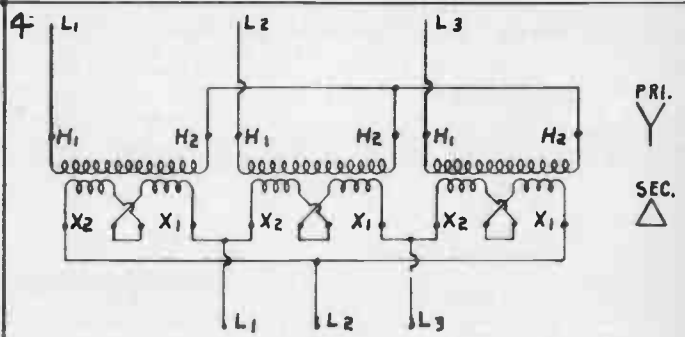 4
L1 L2 L3
PRI.
H1 H2 H1 H2 H1 H2
SEC.
X2 X1 X2 X1 X2 X1
L1 L2 L3